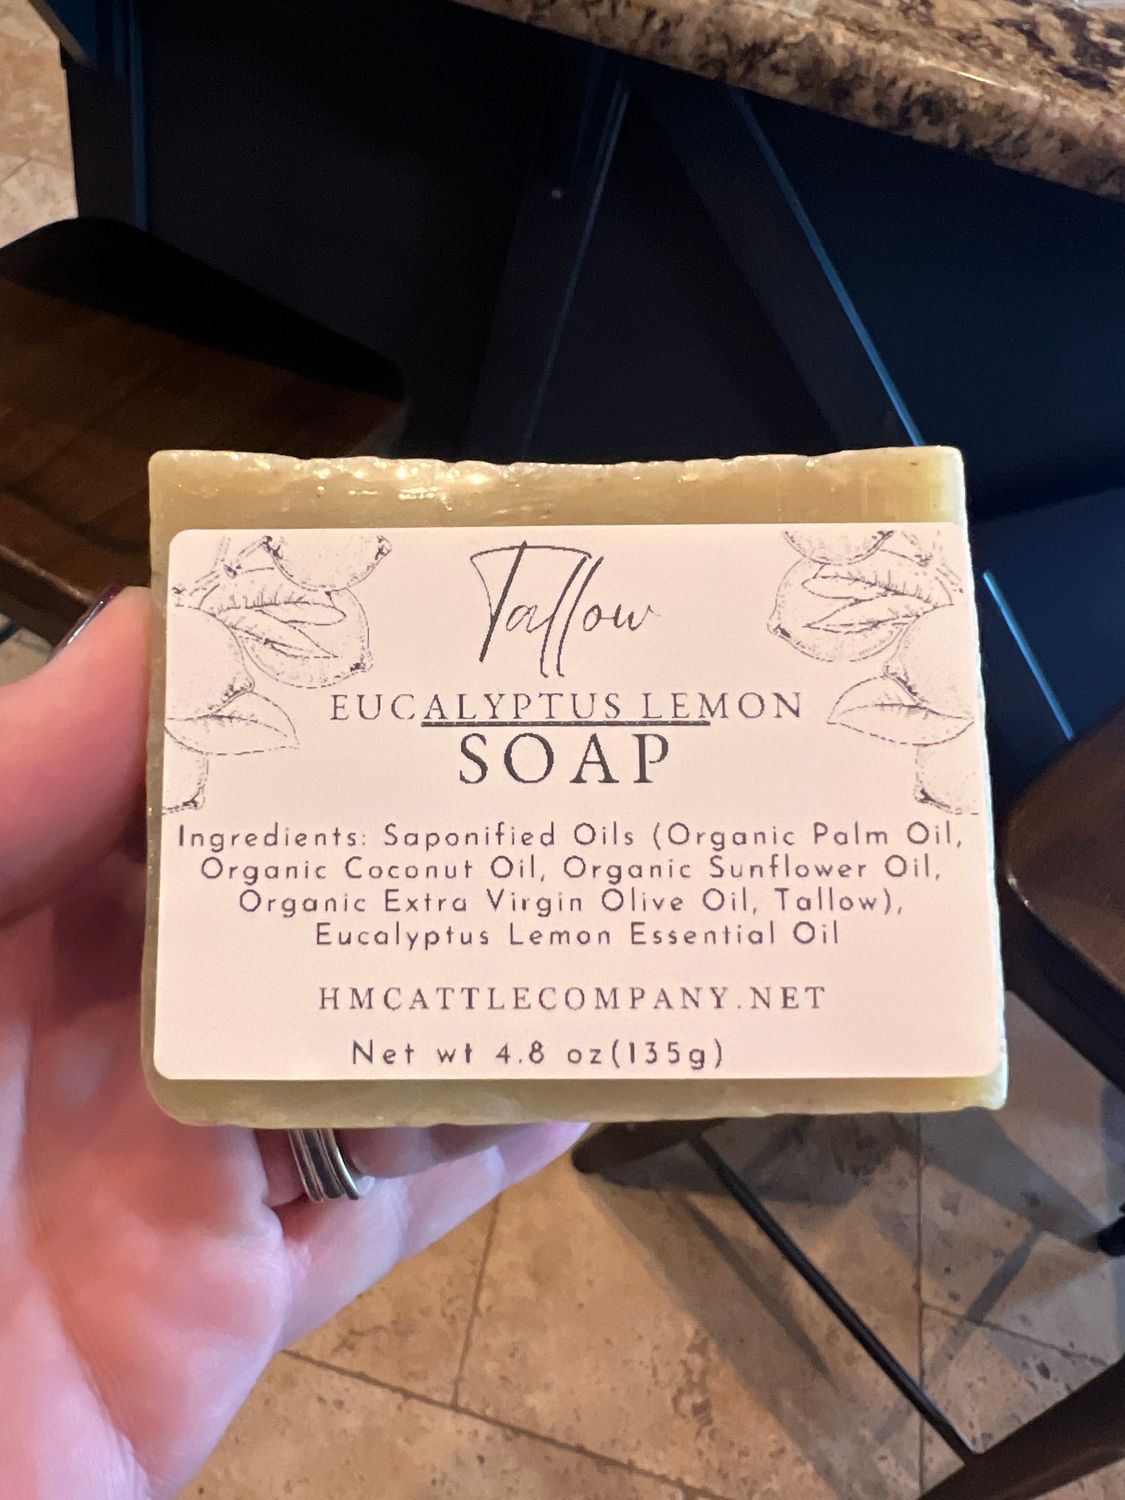 Tallow
EUCALYPTUS LEMON
SOAP
Ingredients: Saponified Oils (Organic Palm Oil,
Organic Coconut Oil, Organic Sunflower Oil,
Organic Extra Virgin Olive Oil, Tallow),
Eucalyptus Lemon Essential Oil
HMCATTLECOMPANY.NET
Net wt 4.8 oz(135g)